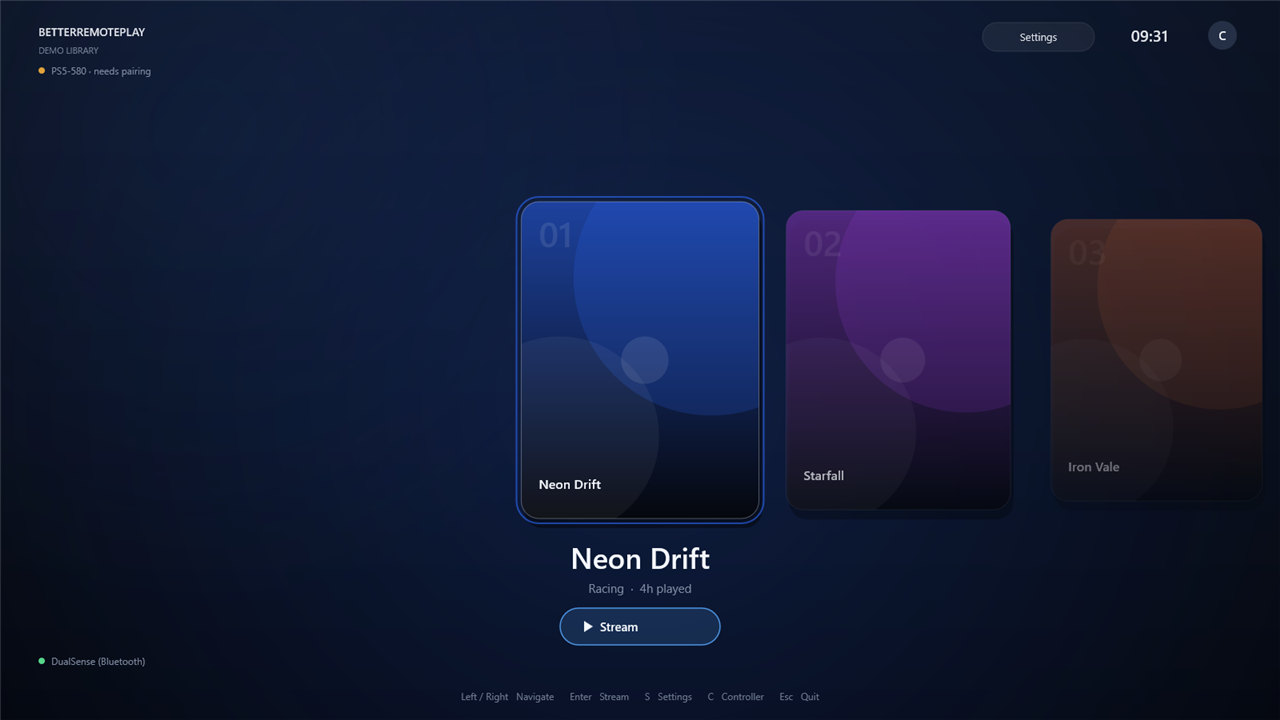 BETTERREMOTEPLAY
DEMO LIBRARY
PS5-580 · needs pairing
Settings
09:31
C
01
Neon Drift
02
Starfall
03
Iron Vale
Neon Drift
Racing · 4h played
Stream
DualSense (Bluetooth)
Left / Right Navigate Enter Stream S Settings C Controller Esc Quit